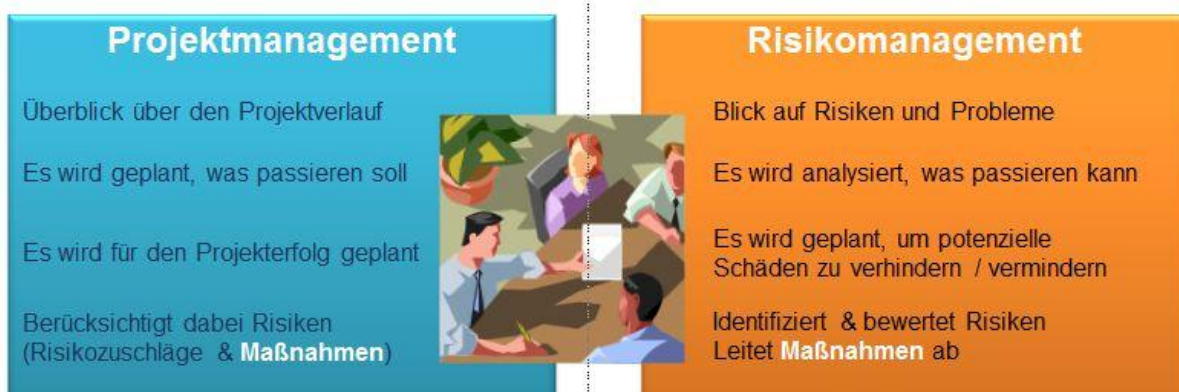 Projektmanagement
Überblick über den Projektverlauf
Es wird geplant, was passieren soll
Es wird für den Projekterfolg geplant
Berücksichtigt dabei Risiken
(Risikozuschläge & Maßnahmen)
Risikomanagement
Blick auf Risiken und Probleme
Es wird analysiert, was passieren kann
Es wird geplant, um potenzielle
Schäden zu verhindern / vermindern
Identifiziert & bewertet Risiken
Leitet Maßnahmen ab